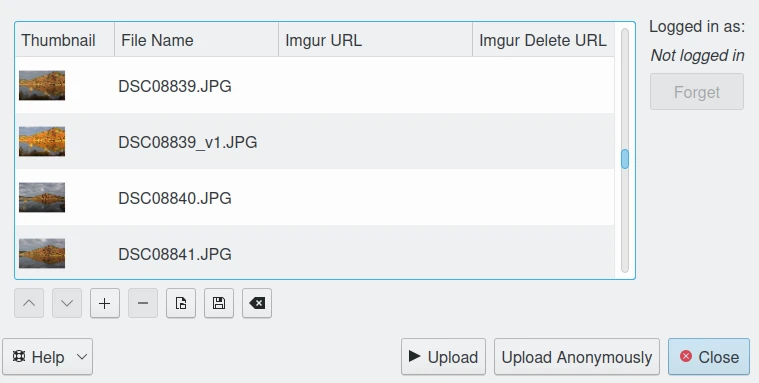 Thumbnail File Name Imgur URL Imgur Delete URL
Logged in as:
Not logged in
Forget
DSC08839.JPG
DSC08839_v1.JPG
DSC08840.JPG
DSC08841.JPG
Help
Upload
Upload Anonymously
Close